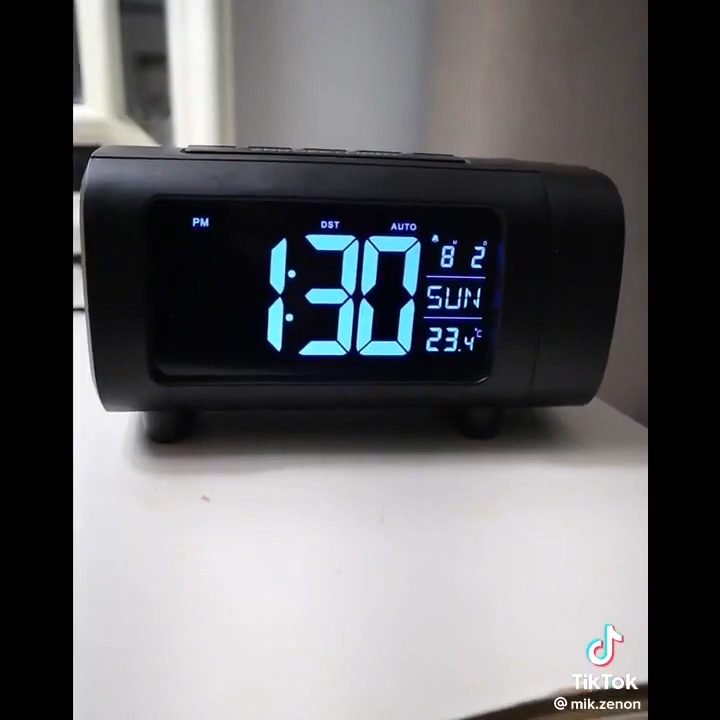 PM DST AUTO
1:30
8 2
SUN
23.4°C
TikTok
@ mik.zenon